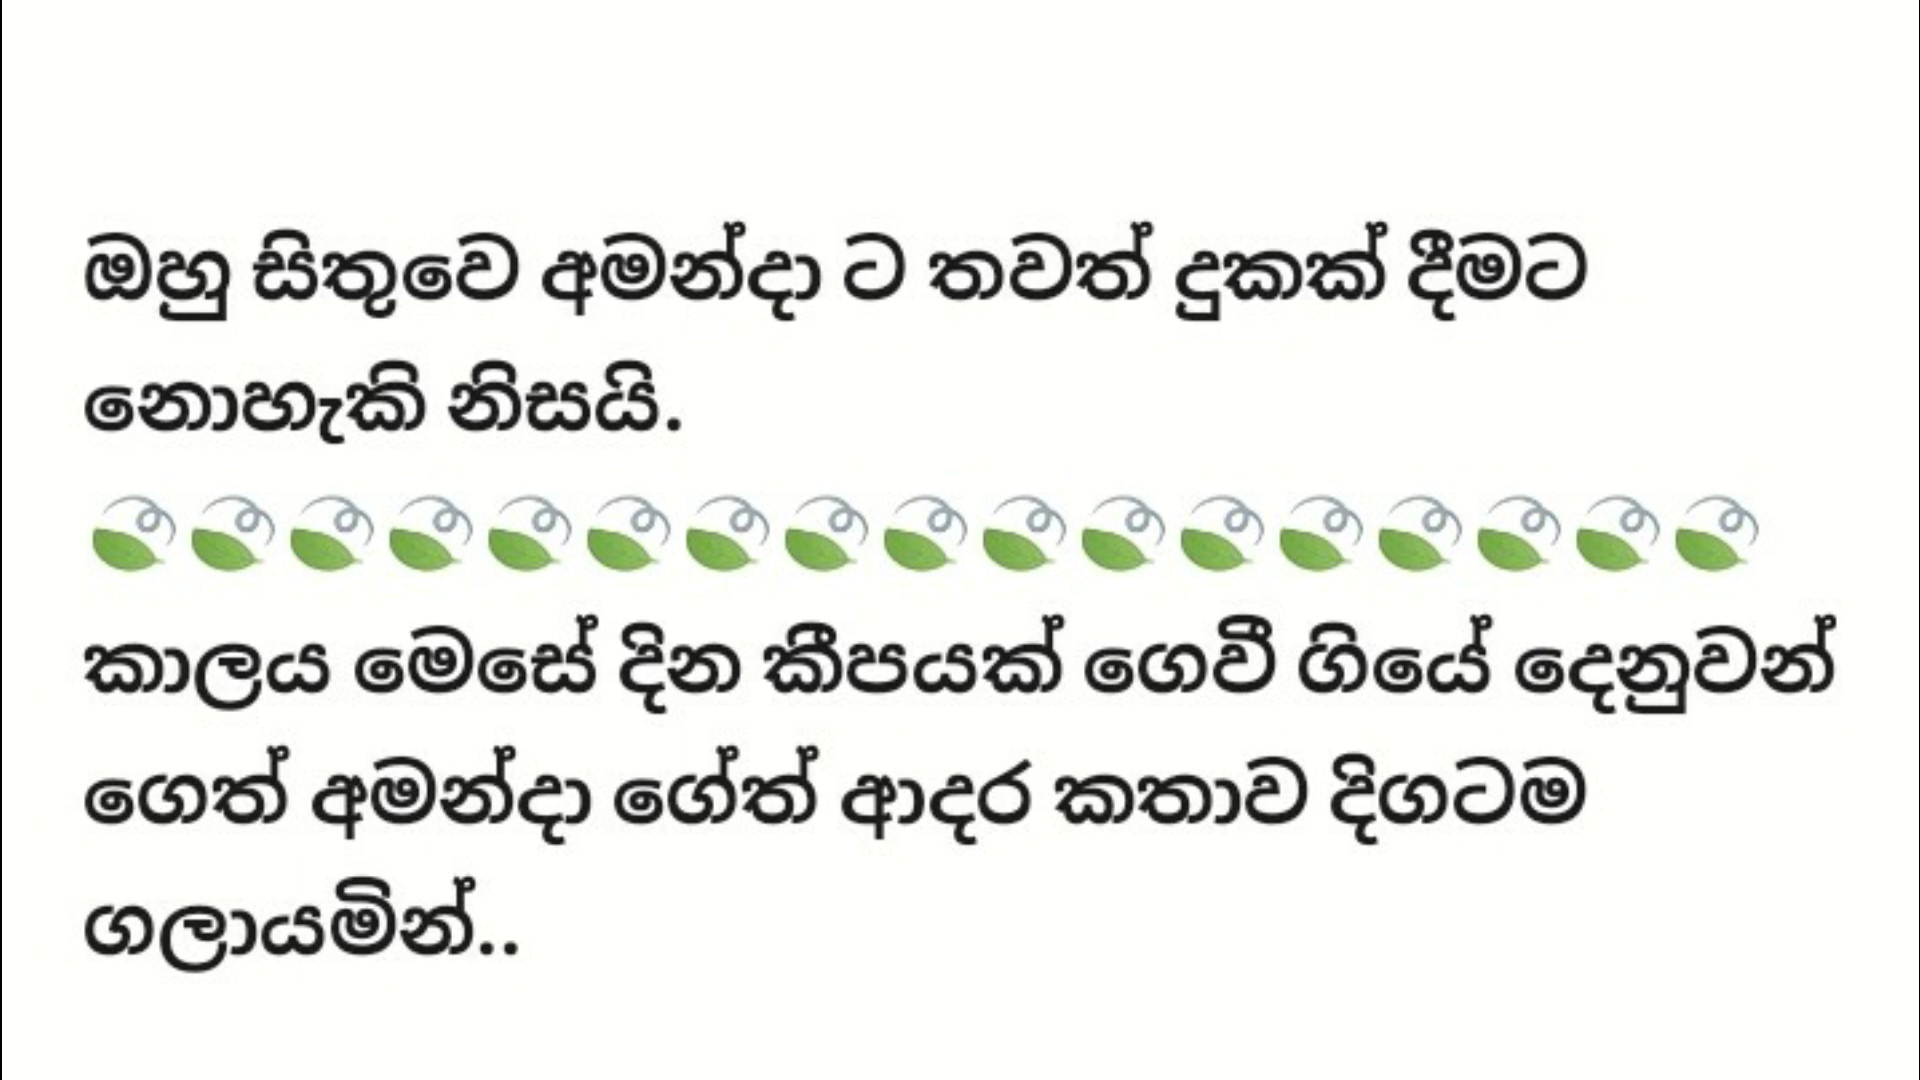 ඔහු සිතුවෙ අමන්දා ට තවත් දුකක් දීමට
නොහැකි නිසයි.
🍃🍃🍃🍃🍃🍃🍃🍃🍃🍃🍃🍃🍃🍃🍃🍃🍃
කාලය මෙසේ දින කීපයක් ගෙවී ගියේ දෙනුවන්
ගෙත් අමන්දා ගේත් ආදර කතාව දිගටම
ගලායමින්..